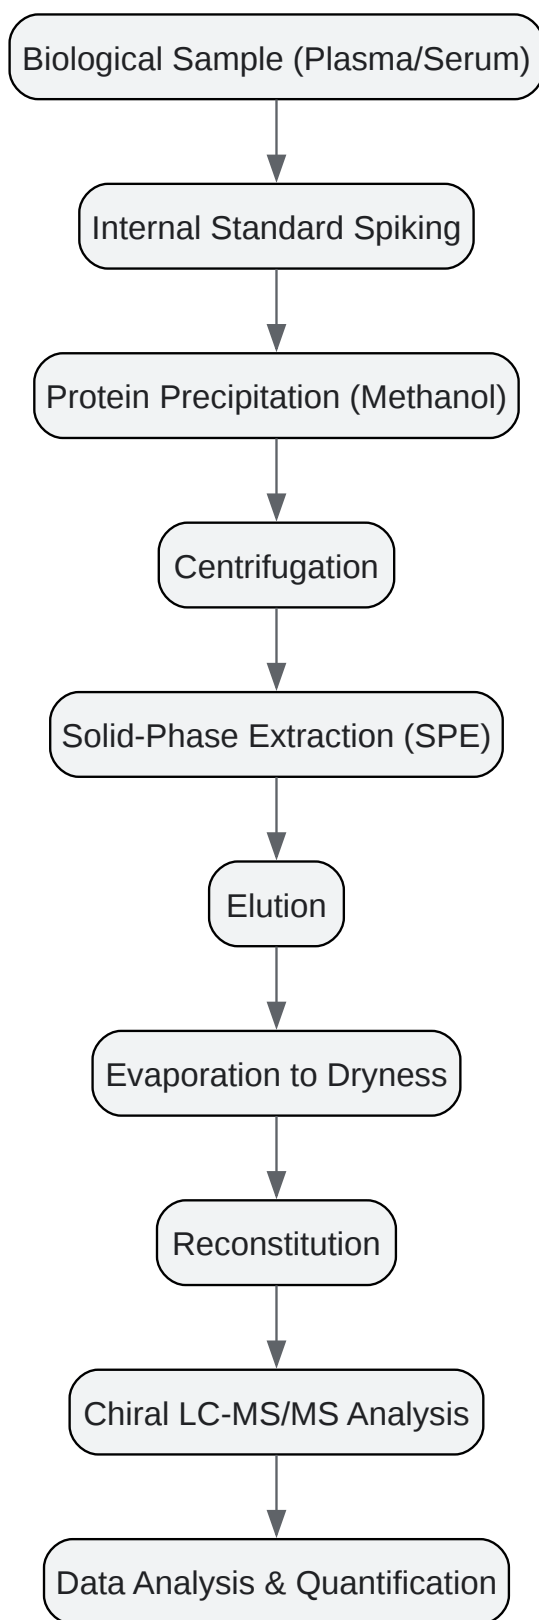 Biological Sample (Plasma/Serum)
Internal Standard Spiking
Protein Precipitation (Methanol)
Centrifugation
Solid-Phase Extraction (SPE)
Elution
Evaporation to Dryness
Reconstitution
Chiral LC-MS/MS Analysis
Data Analysis & Quantification